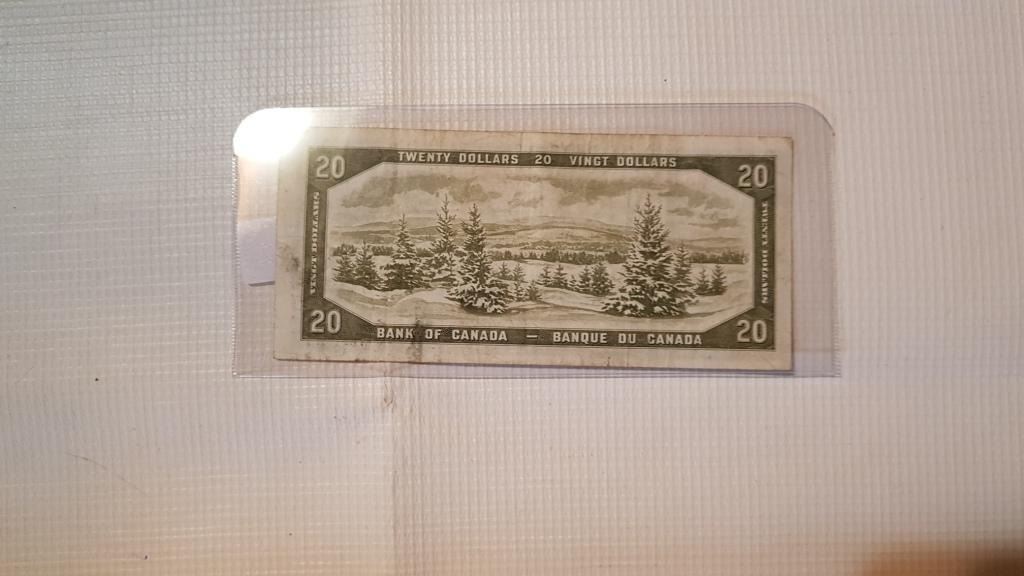 20 TWENTY DOLLARS 20 VINGT DOLLARS 20
VINGT DOLLARS
TWENTY DOLLARS
20 BANK OF CANADA — BANQUE DU CANADA 20